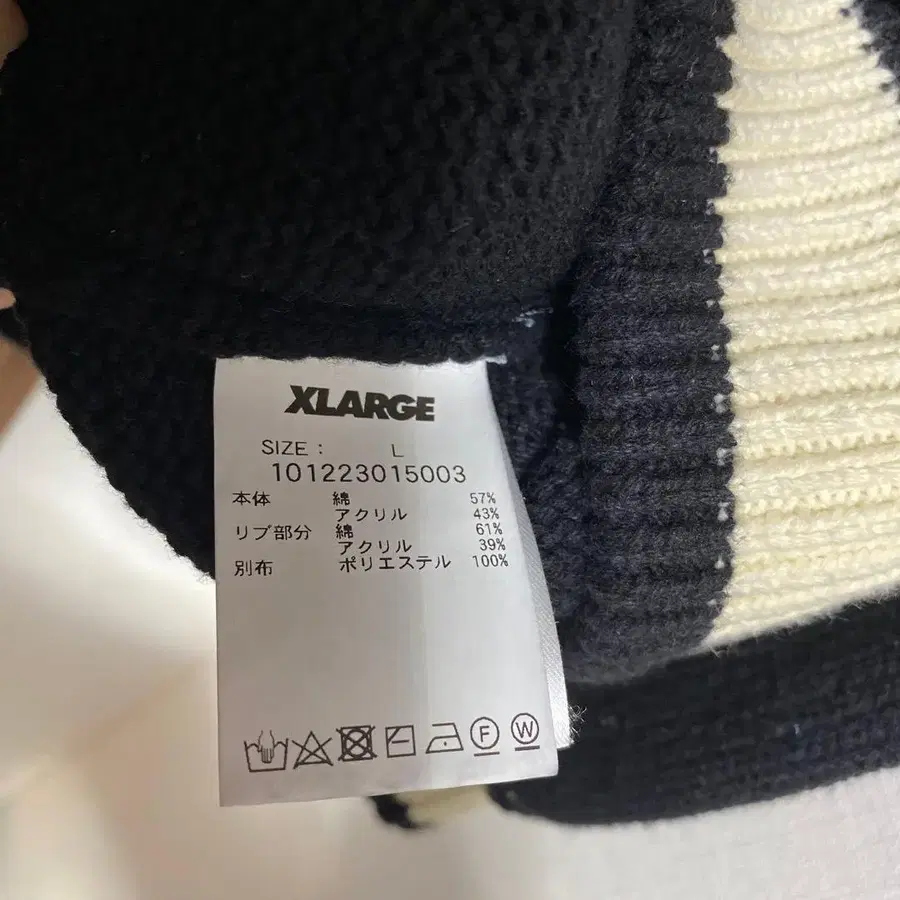 XLARGE
SIZE : L
101223015003
本体 綿 57%
アクリル 43%
リブ部分 綿 61%
アクリル 39%
別布 ポリエステル 100%
F W